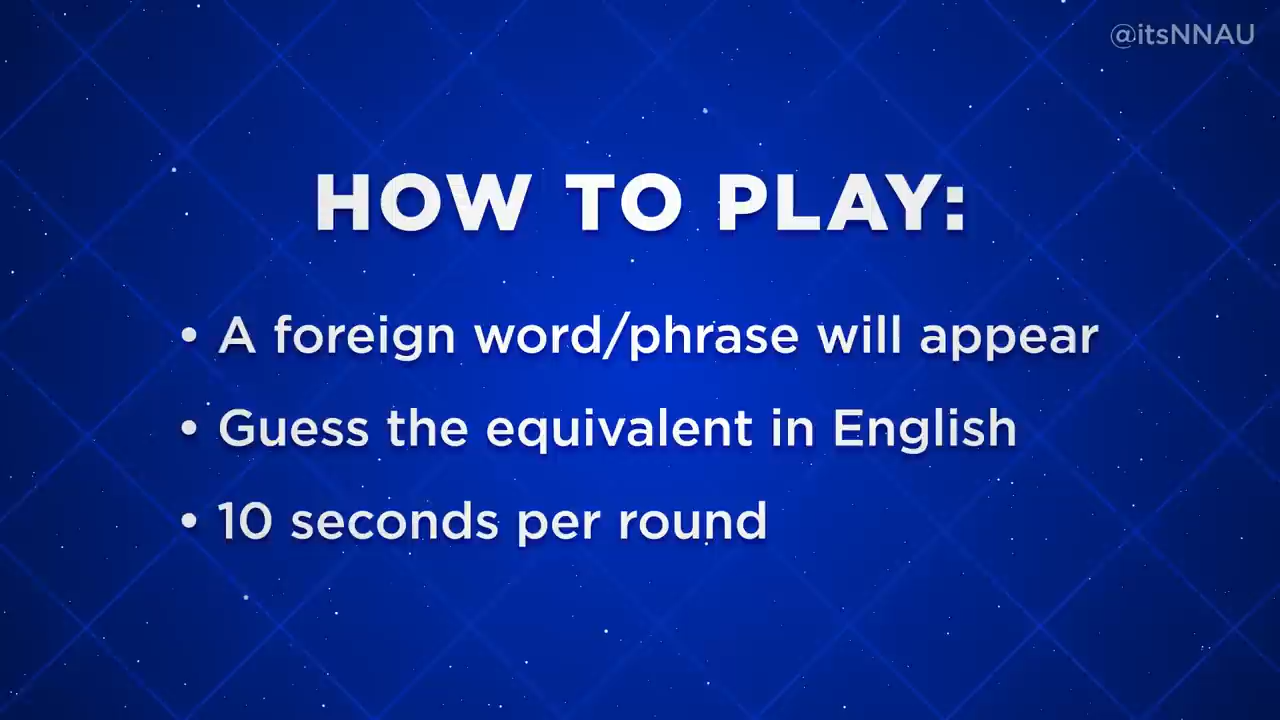 @itsNNAU
HOW TO PLAY:
• A foreign word/phrase will appear
• Guess the equivalent in English
• 10 seconds per round